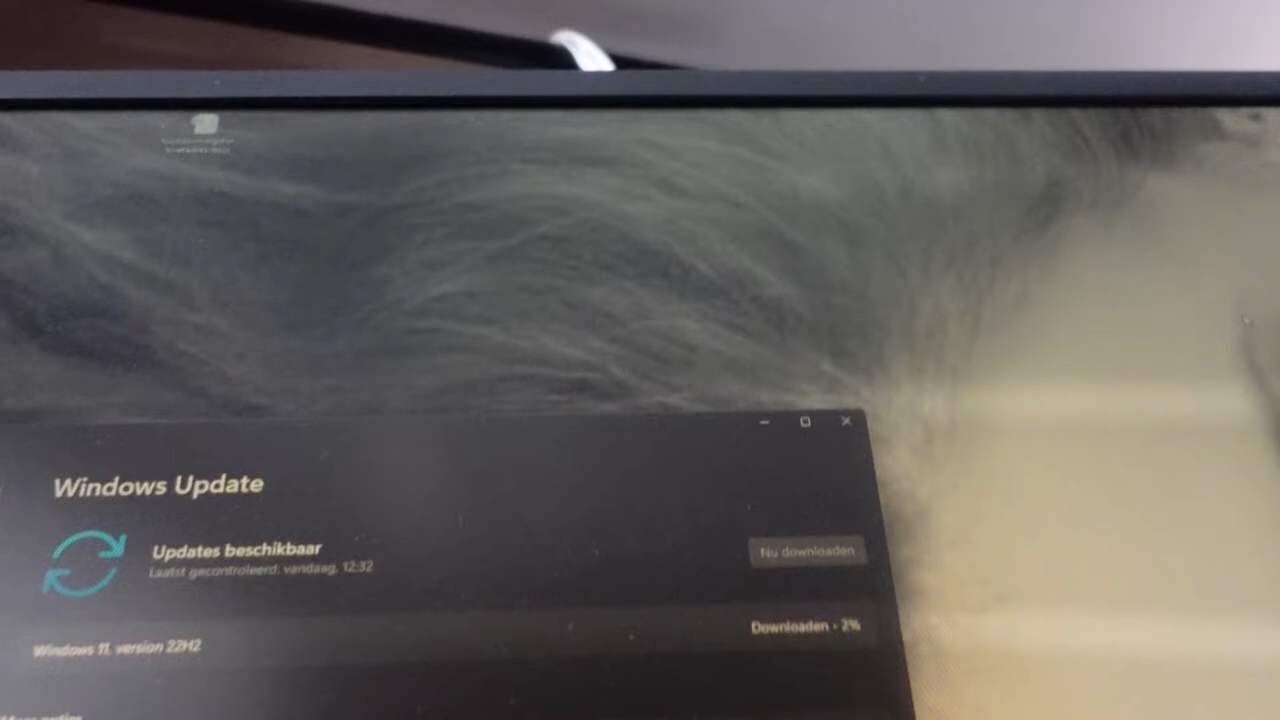 Windows Update
Updates beschikbaar
Laatst gecontroleerd: vandaag, 12:32
Nu downloaden
Windows 11, version 22H2
Downloaden - 2%